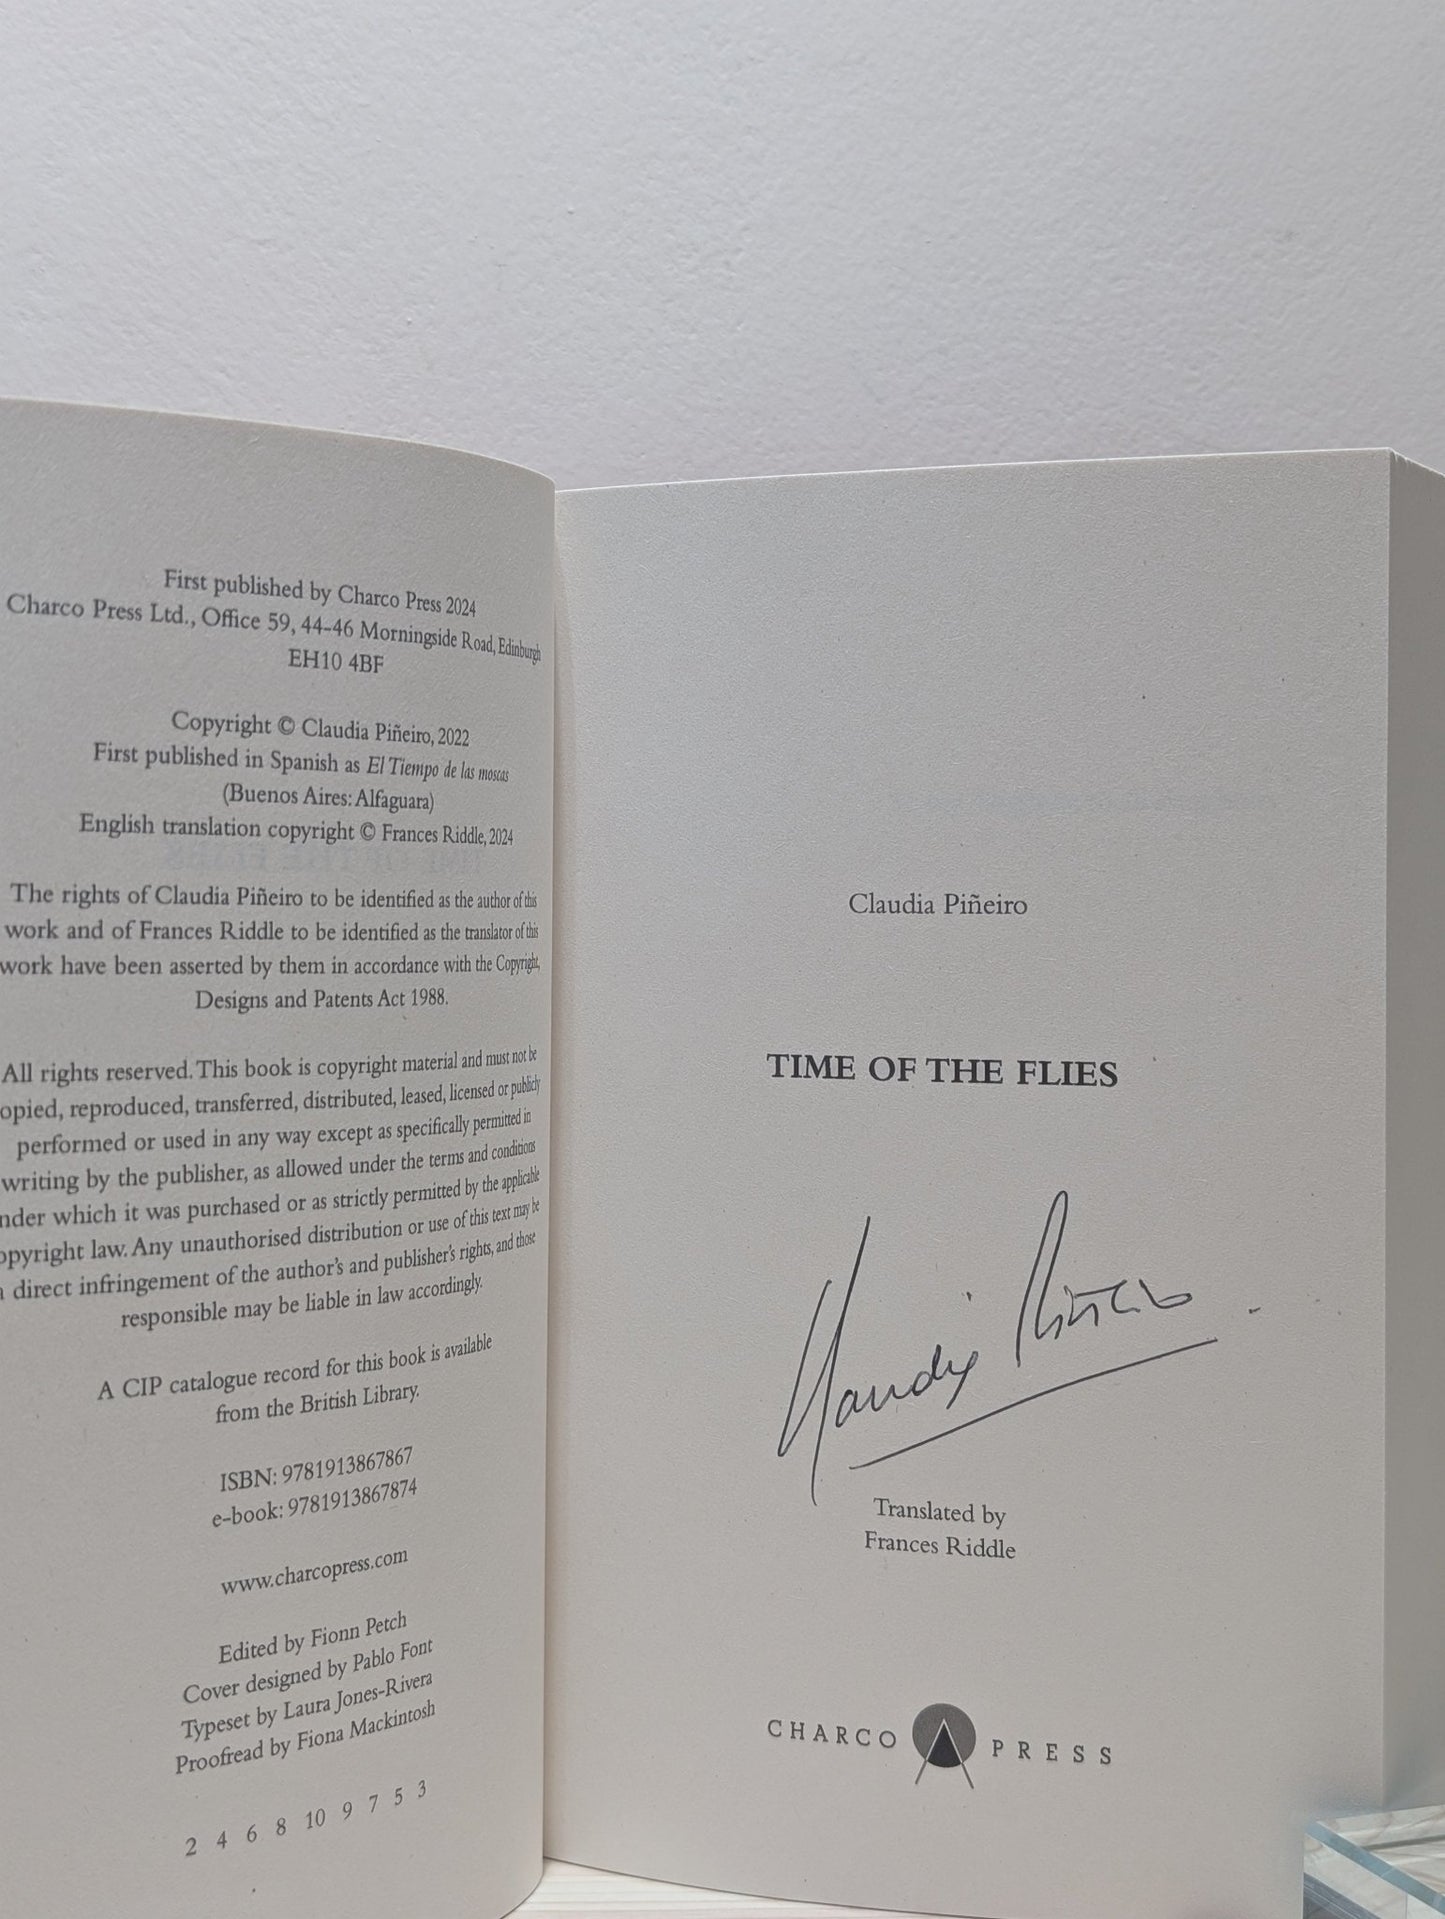 First published by Charco Press 2024
Charco Press Ltd., Office 59, 44-46 Morningside Road, Edinburgh
EH10 4BF
Copyright © Claudia Piñeiro, 2022
First published in Spanish as El Tiempo de las moscas
(Buenos Aires: Alfaguara)
English translation copyright © Frances Riddle, 2024
The rights of Claudia Piñeiro to be identified as the author of this
work and of Frances Riddle to be identified as the translator of this
work have been asserted by them in accordance with the Copyright,
Designs and Patents Act 1988.
All rights reserved. This book is copyright material and must not be
opied, reproduced, transferred, distributed, leased, licensed or publicly
performed or used in any way except as specifically permitted in
writing by the publisher, as allowed under the terms and conditions
nder which it was purchased or as strictly permitted by the applicable
opyright law. Any unauthorised distribution or use of this text may be
direct infringement of the author's and publisher's rights, and those
responsible may be liable in law accordingly.
A CIP catalogue record for this book is available
from the British Library.
ISBN: 9781913867867
e-book: 9781913867874
www.charcopress.com
Edited by Fionn Petch
Cover designed by Pablo Font
Typeset by Laura Jones-Rivera
Proofread by Fiona Mackintosh
2 4 6 8 10 9 7 5 3
Claudia Piñeiro
TIME OF THE FLIES
Claudia Piñeiro
Translated by
Frances Riddle
CHARCO PRESS